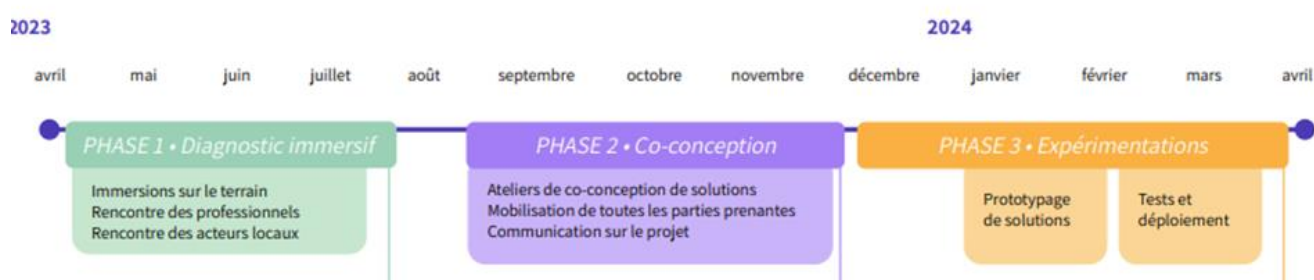 2023
2024
avril mai juin juillet août septembre octobre novembre décembre janvier février mars avril
PHASE 1 • Diagnostic immersif
PHASE 2 • Co-conception
PHASE 3 • Expérimentations
Immersions sur le terrain
Rencontre des professionnels
Rencontre des acteurs locaux
Ateliers de co-conception de solutions
Mobilisation de toutes les parties prenantes
Communication sur le projet
Prototypage
de solutions
Tests et
déploiement